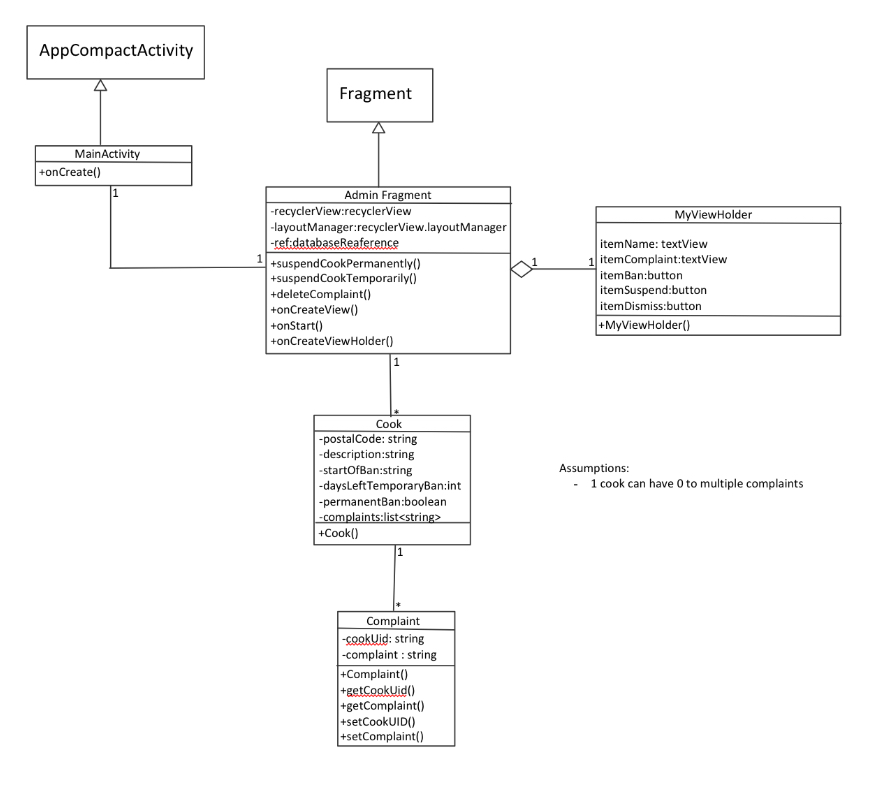 AppCompactActivity
Fragment
MainActivity
+onCreate()
1
Admin Fragment
-recyclerView:recyclerView
-layoutManager:recyclerView.layoutManager
-ref:databaseReaference
1
+suspendCookPermanently()
+suspendCookTemporarily()
+deleteComplaint()
+onCreateView()
+onStart()
+onCreateViewHolder()
1
1
MyViewHolder
itemName: textView
itemComplaint:textView
itemBan:button
itemSuspend:button
itemDismiss:button
+MyViewHolder()
1
*
Cook
-postalCode: string
-description:string
-startOfBan:string
-daysLeftTemporaryBan:int
-permanentBan:boolean
-complaints:list<string>
+Cook()
Assumptions:
- 1 cook can have 0 to multiple complaints
1
*
Complaint
-cookUid: string
-complaint : string
+Complaint()
+getCookUid()
+getComplaint()
+setCookUID()
+setComplaint()